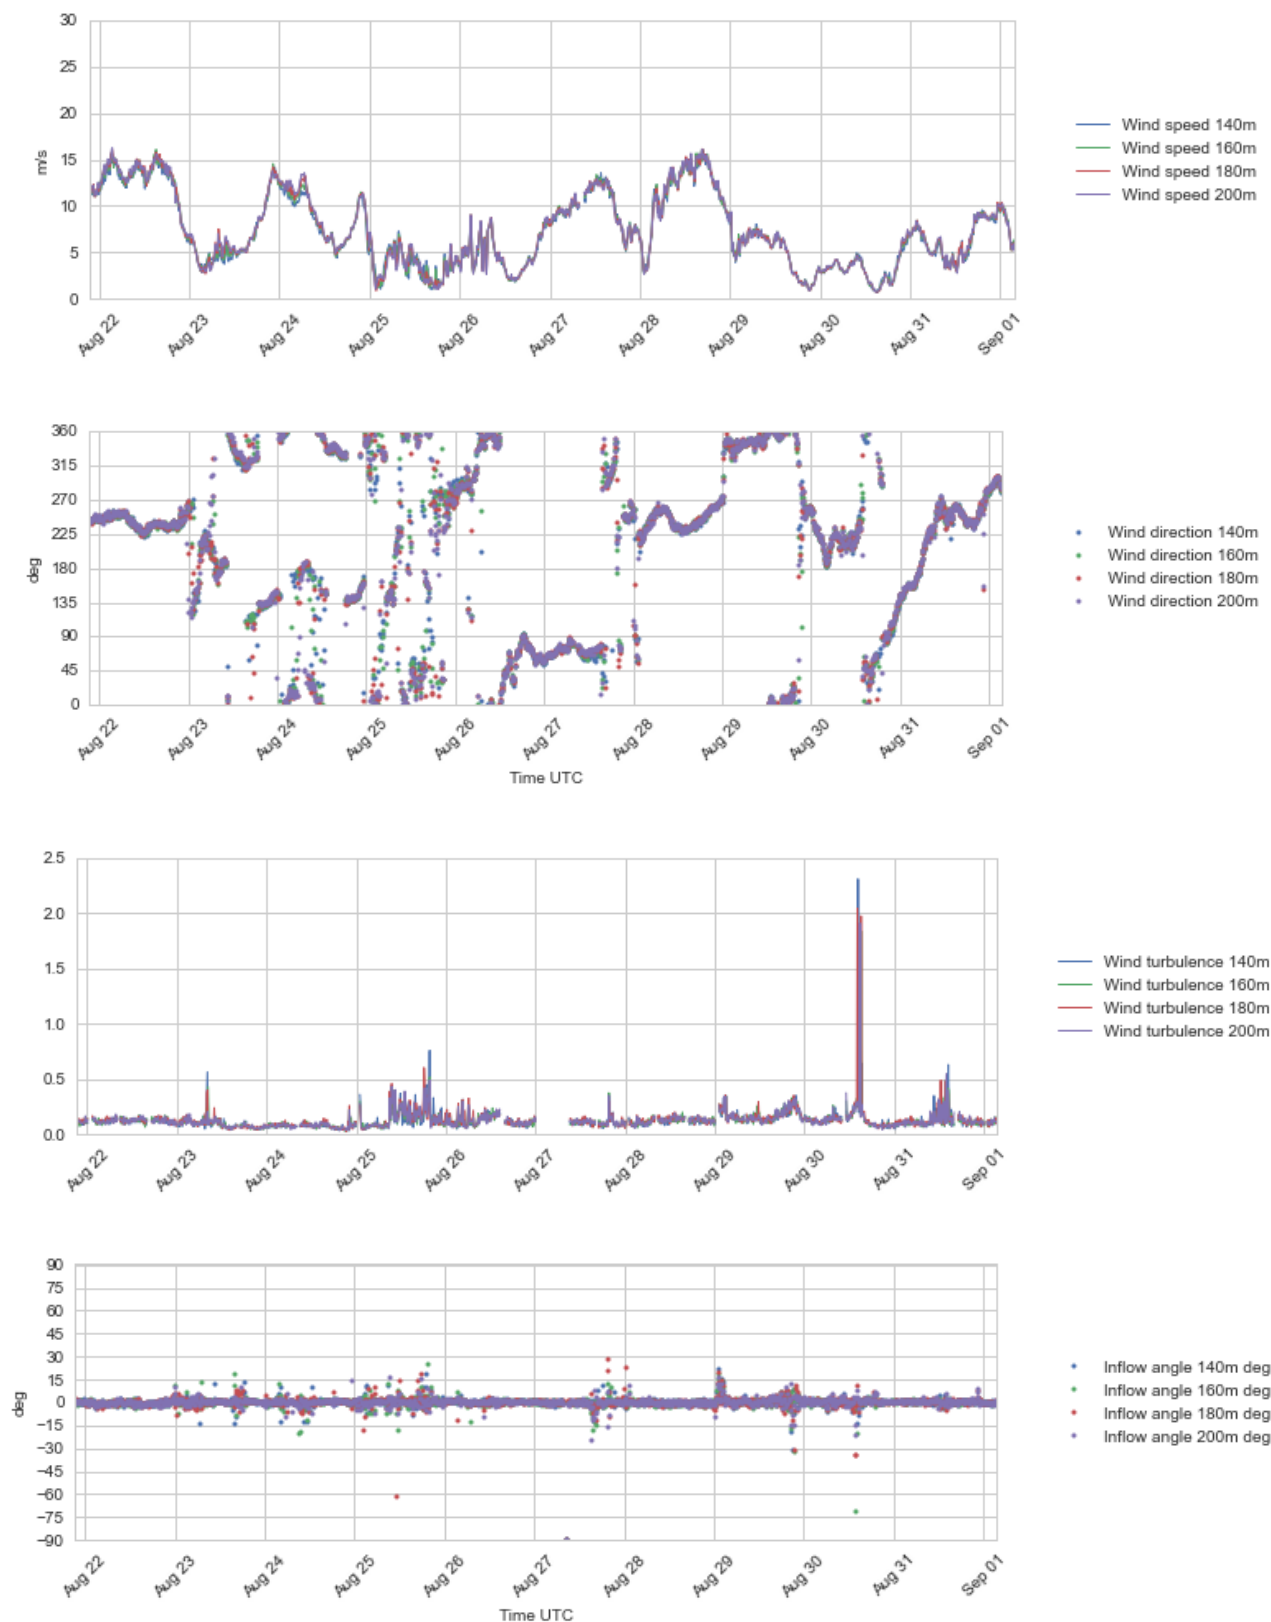 30
25
20
15
10
5
0
m/s
Aug 22
Aug 23
Aug 24
Aug 25
Aug 26
Aug 27
Aug 28
Aug 29
Aug 30
Aug 31
Sep 01
Wind speed 140m
Wind speed 160m
Wind speed 180m
Wind speed 200m
360
315
270
225
180
135
90
45
0
deg
Aug 22
Aug 23
Aug 24
Aug 25
Aug 26
Aug 27
Aug 28
Aug 29
Aug 30
Aug 31
Sep 01
Time UTC
Wind direction 140m
Wind direction 160m
Wind direction 180m
Wind direction 200m
2.5
2.0
1.5
1.0
0.5
0.0
Aug 22
Aug 23
Aug 24
Aug 25
Aug 26
Aug 27
Aug 28
Aug 29
Aug 30
Aug 31
Sep 01
Wind turbulence 140m
Wind turbulence 160m
Wind turbulence 180m
Wind turbulence 200m
90
75
60
45
30
15
0
−15
−30
−45
−60
−75
−90
deg
Aug 22
Aug 23
Aug 24
Aug 25
Aug 26
Aug 27
Aug 28
Aug 29
Aug 30
Aug 31
Sep 01
Time UTC
Inflow angle 140m deg
Inflow angle 160m deg
Inflow angle 180m deg
Inflow angle 200m deg